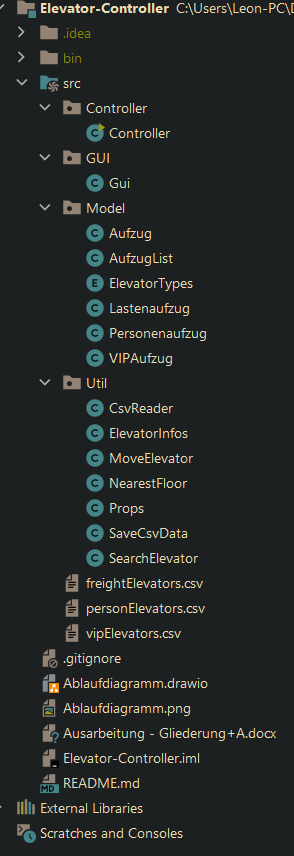 Elevator-Controller C:\Users\Leon-PC\
.idea
bin
src
Controller
C Controller
GUI
C Gui
Model
C Aufzug
C AufzugList
E ElevatorTypes
C Lastenaufzug
C Personenaufzug
C VIPAufzug
Util
C CsvReader
C ElevatorInfos
C MoveElevator
C NearestFloor
C Props
C SaveCsvData
C SearchElevator
freightElevators.csv
personElevators.csv
vipElevators.csv
.gitignore
Ablaufdiagramm.drawio
Ablaufdiagramm.png
? Ausarbeitung - Gliederung+A.docx
Elevator-Controller.iml
MD README.md
External Libraries
Scratches and Consoles